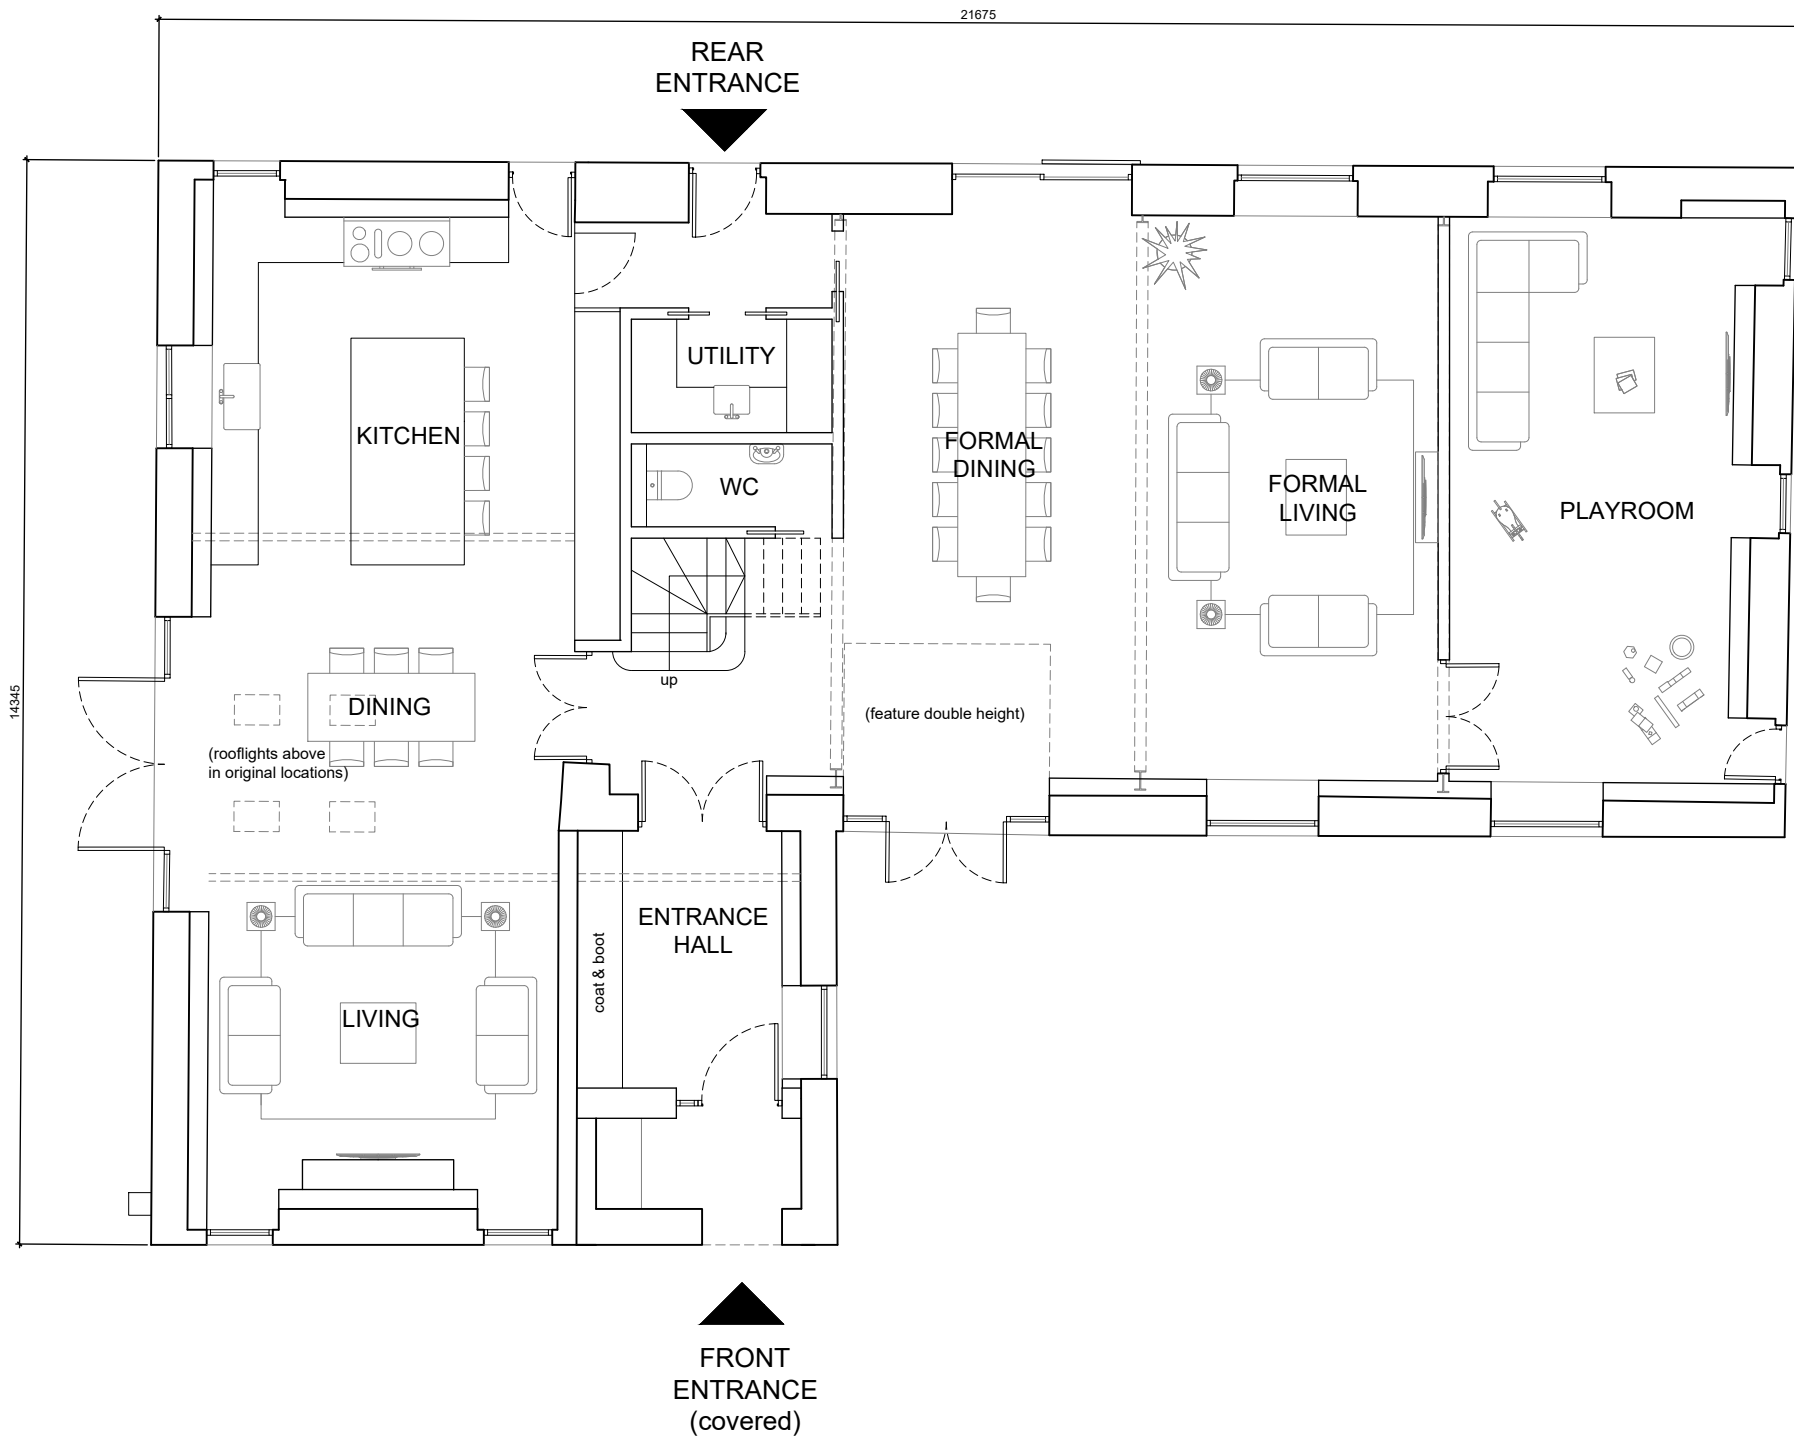 21675
REAR
ENTRANCE
14345
UTILITY
KITCHEN
WC
FORMAL
DINING
FORMAL
LIVING
PLAYROOM
up
DINING
(feature double height)
(rooflights above
in original locations)
ENTRANCE
HALL
coat & boot
LIVING
FRONT
ENTRANCE
(covered)